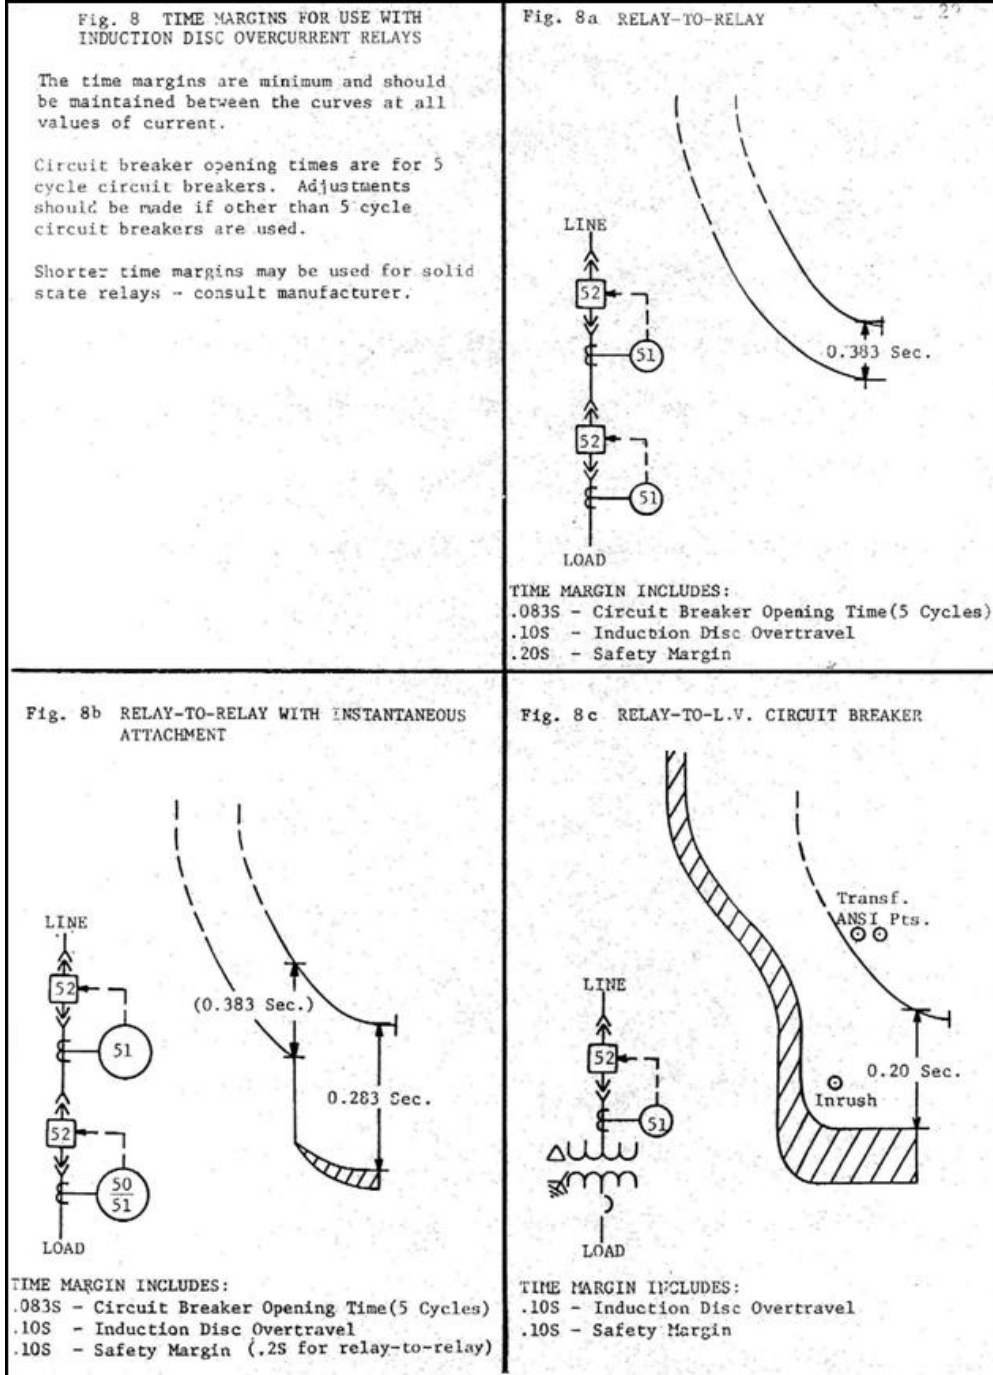 Fig. 8 TIME MARGINS FOR USE WITH
INDUCTION DISC OVERCURRENT RELAYS
The time margins are minimum and should
be maintained between the curves at all
values of current.
Circuit breaker opening times are for 5
cycle circuit breakers. Adjustments
should be made if other than 5 cycle
circuit breakers are used.
Shorter time margins may be used for solid
state relays - consult manufacturer.
Fig. 8a RELAY-TO-RELAY
LINE
52
51
0.383 Sec.
52
51
LOAD
TIME MARGIN INCLUDES:
.083S - Circuit Breaker Opening Time(5 Cycles)
.10S - Induction Disc Overtravel
.20S - Safety Margin
Fig. 8b RELAY-TO-RELAY WITH INSTANTANEOUS
ATTACHMENT
LINE
52
(0.383 Sec.)
51
0.283 Sec.
52
50
51
LOAD
TIME MARGIN INCLUDES:
.083S - Circuit Breaker Opening Time(5 Cycles)
.10S - Induction Disc Overtravel
.10S - Safety Margin (.2S for relay-to-relay)
Fig. 8c RELAY-TO-L.V. CIRCUIT BREAKER
Transf.
ANSI Pts.
LINE
52
0.20 Sec.
Inrush
51
LOAD
TIME MARGIN INCLUDES:
.10S - Induction Disc Overtravel
.10S - Safety Margin